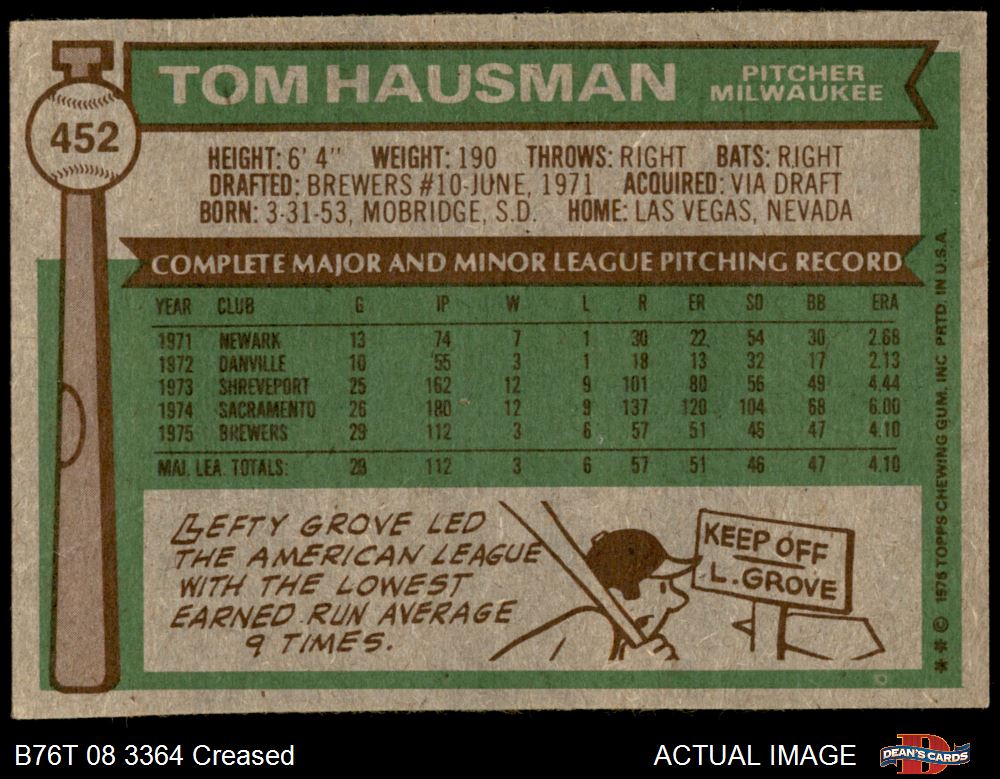 452
TOM HAUSMAN
PITCHER
MILWAUKEE
HEIGHT: 6' 4" WEIGHT: 190 THROWS: RIGHT BATS: RIGHT
DRAFTED: BREWERS #10-JUNE, 1971 ACQUIRED: VIA DRAFT
BORN: 3-31-53, MOBRIDGE, S.D. HOME: LAS VEGAS, NEVADA
COMPLETE MAJOR AND MINOR LEAGUE PITCHING RECORD
YEAR CLUB G IP W L R ER SO BB ERA
1971 NEWARK 13 74 7 1 30 22 54 30 2.68
1972 DANVILLE 10 55 3 1 18 13 32 17 2.13
1973 SHREVEPORT 25 162 12 9 101 80 56 49 4.44
1974 SACRAMENTO 26 180 12 9 137 120 104 68 6.00
1975 BREWERS 29 112 3 6 57 51 46 47 4.10
MAJ. LEA. TOTALS: 29 112 3 6 57 51 46 47 4.10
LEFTY GROVE LED
THE AMERICAN LEAGUE
WITH THE LOWEST
EARNED RUN AVERAGE
9 TIMES.
KEEP OFF
L. GROVE
** © 1976 TOPPS CHEWING GUM, INC. PRTD. IN U.S.A.
B76T 08 3364 Creased
ACTUAL IMAGE
DEAN'S CARDS